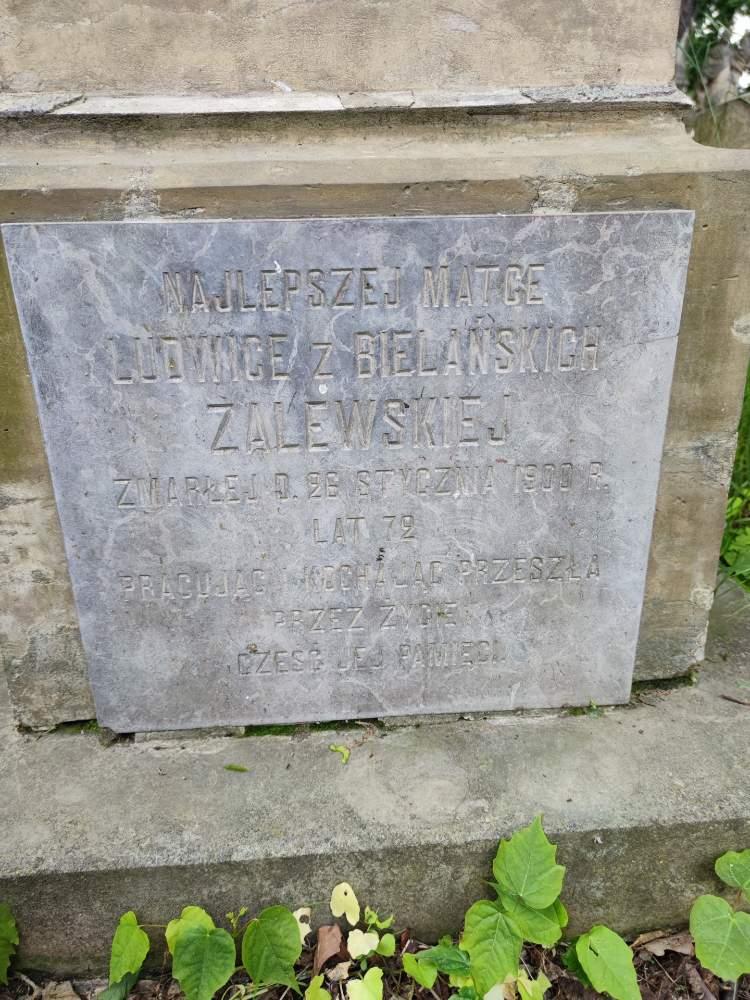 NAJLEPSZEJ MATCE
LUDWICE z BIELAŃSKICH
ZALEWSKIEJ
ZMARŁEJ D. 26 STYCZNIA 1900 R.
LAT 72
PRACUJĄC I KOCHAJĄC PRZESZŁA
PRZEZ ŻYCIE
CZEŚĆ JEJ PAMIĘCI.